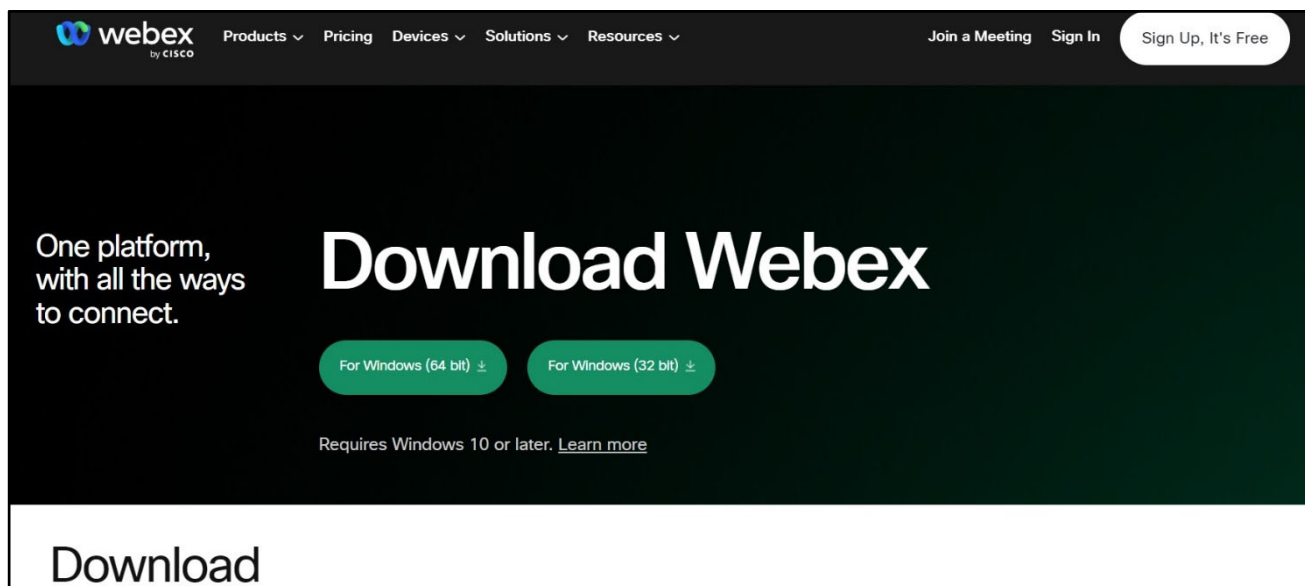 webex
by CISCO
Products
Pricing
Devices
Solutions
Resources
Join a Meeting
Sign In
Sign Up, It's Free
One platform,
with all the ways
to connect.
Download Webex
For Windows (64 bit)
For Windows (32 bit)
Requires Windows 10 or later. Learn more
Download